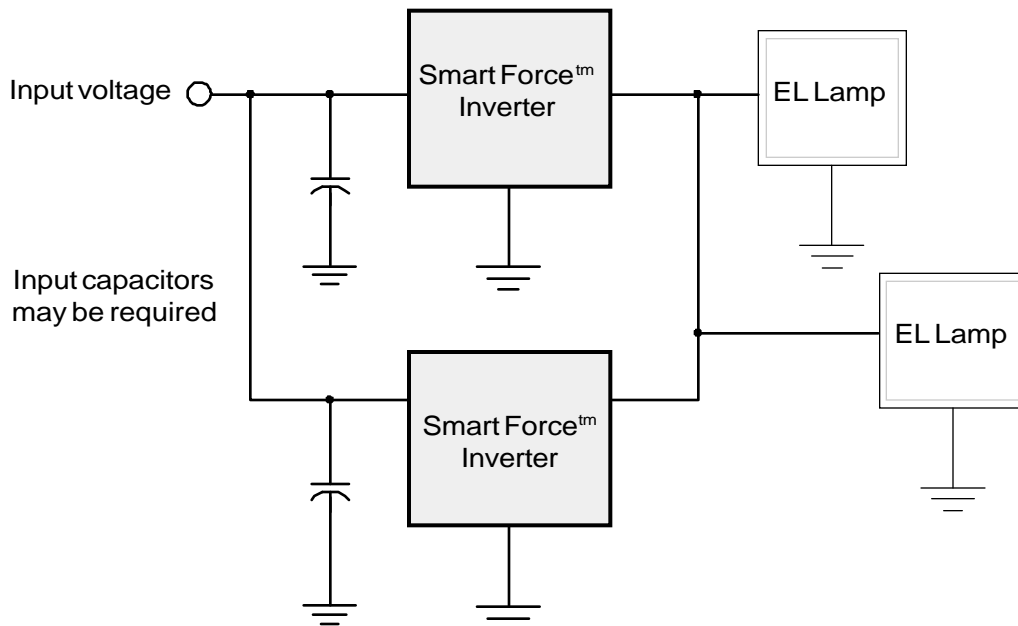 Smart Force™
Inverter
EL Lamp
Input voltage
Input capacitors
may be required
EL Lamp
Smart Force™
Inverter